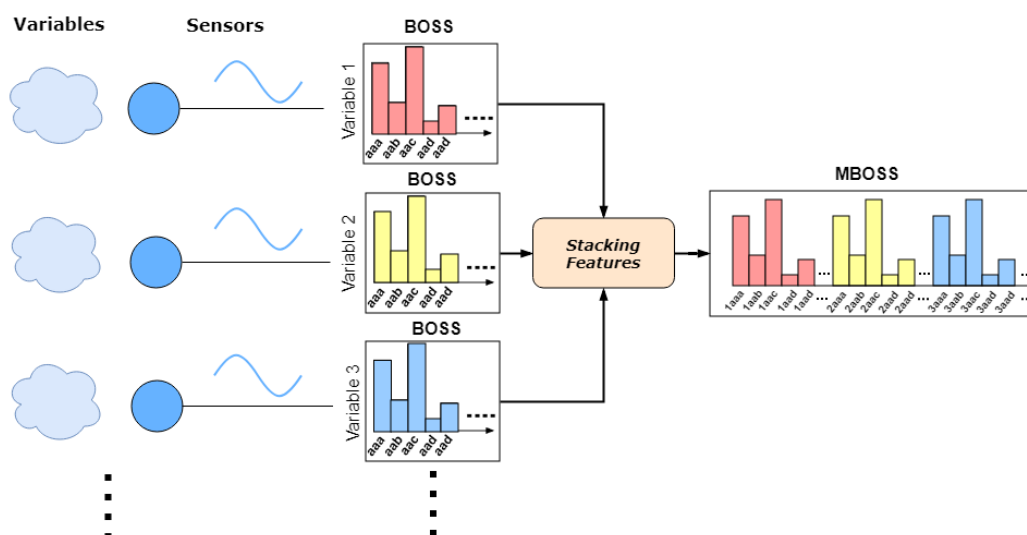 Variables
Sensors
BOSS
Variable 1
aaa aab aac aad aad
BOSS
Variable 2
aaa aab aac aad aad
BOSS
Variable 3
aaa aab aac aad aad
Stacking
Features
MBOSS
1aaa 1aab 1aac 1aad 1aad ... 2aaa 2aab 2aac 2aad 2aad ... 3aaa 3aab 3aac 3aad 3aad